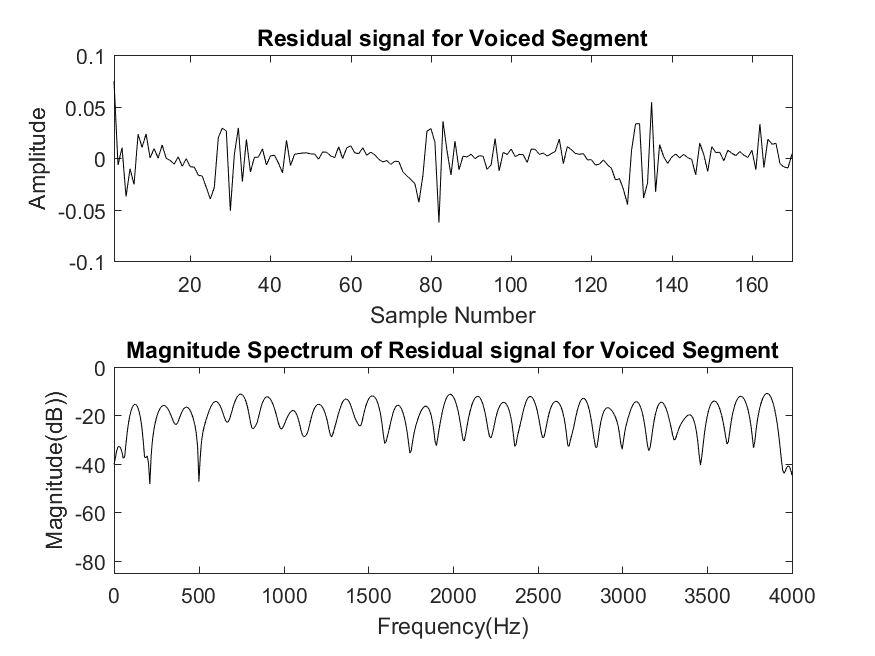 Residual signal for Voiced Segment
0.1
0.05
0
-0.05
-0.1
Amplitude
20 40 60 80 100 120 140 160
Sample Number
Magnitude Spectrum of Residual signal for Voiced Segment
0
-20
-40
-60
-80
Magnitude(dB))
0 500 1000 1500 2000 2500 3000 3500 4000
Frequency(Hz)